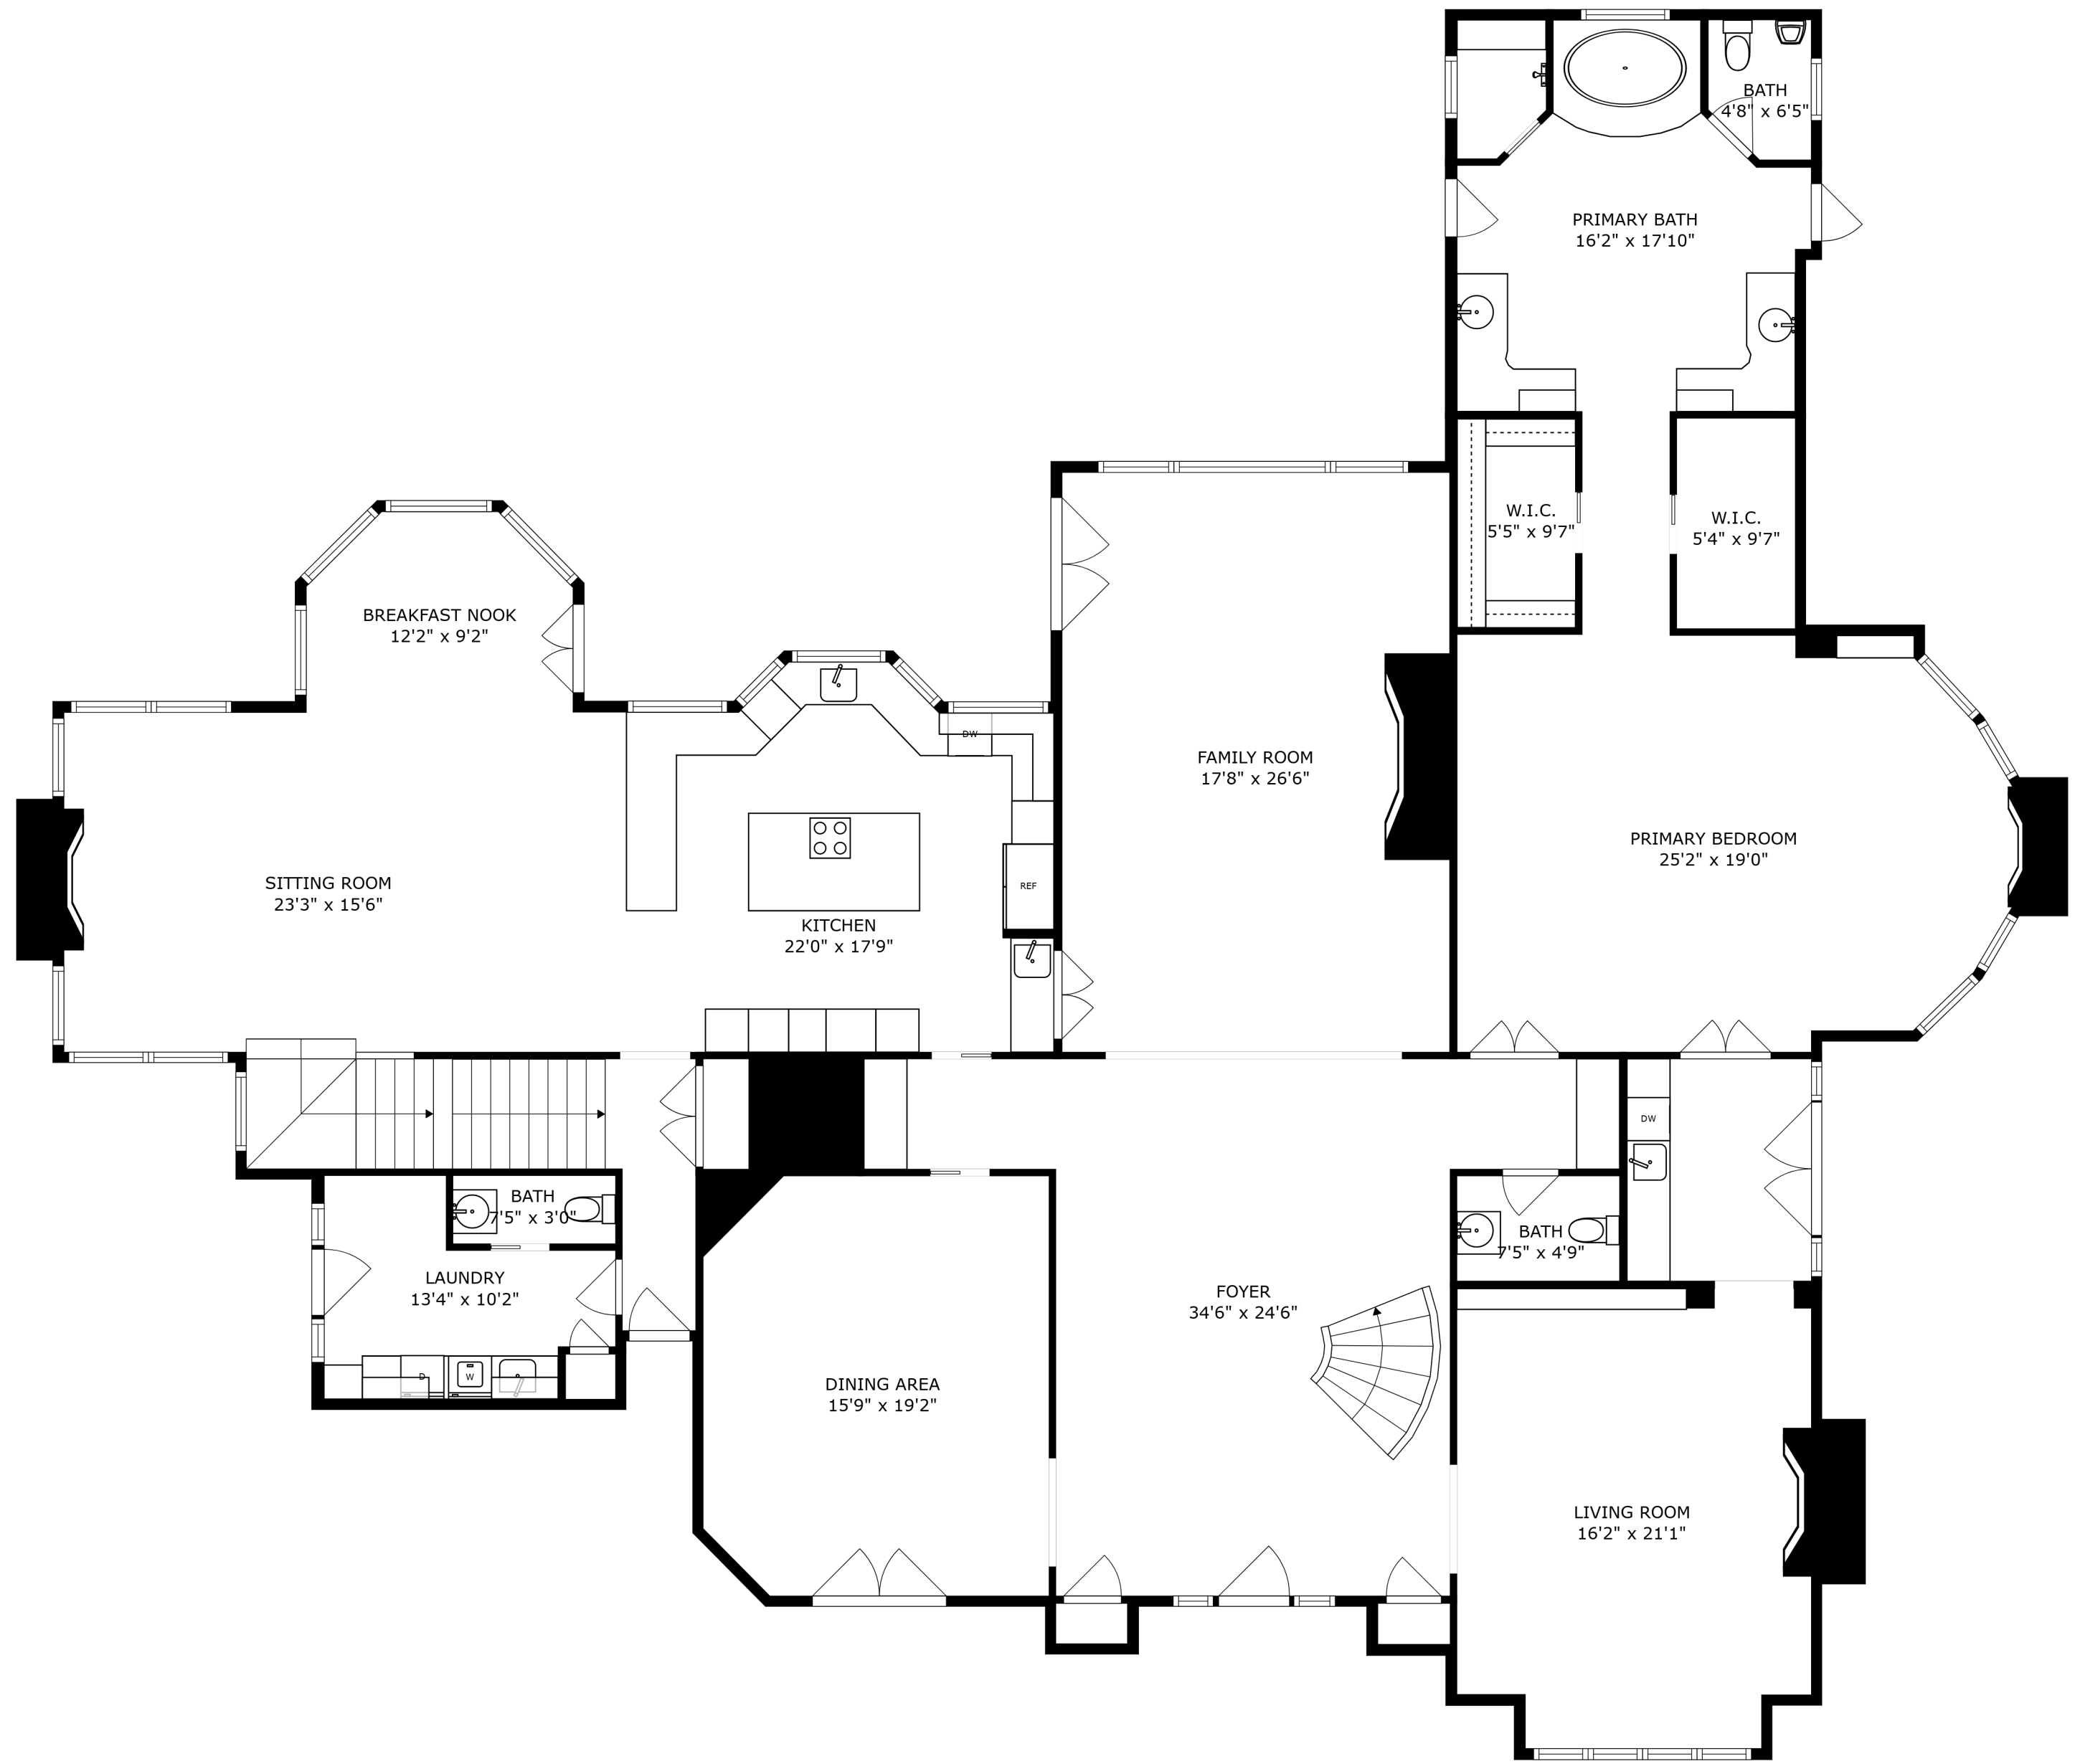 BATH
4'8" x 6'5"
PRIMARY BATH
16'2" x 17'10"
W.I.C.
5'5" x 9'7"
W.I.C.
5'4" x 9'7"
BREAKFAST NOOK
12'2" x 9'2"
DW
FAMILY ROOM
17'8" x 26'6"
PRIMARY BEDROOM
25'2" x 19'0"
SITTING ROOM
23'3" x 15'6"
REF
KITCHEN
22'0" x 17'9"
DW
BATH
7'5" x 3'0"
BATH
7'5" x 4'9"
LAUNDRY
13'4" x 10'2"
FOYER
34'6" x 24'6"
D
W
DINING AREA
15'9" x 19'2"
LIVING ROOM
16'2" x 21'1"